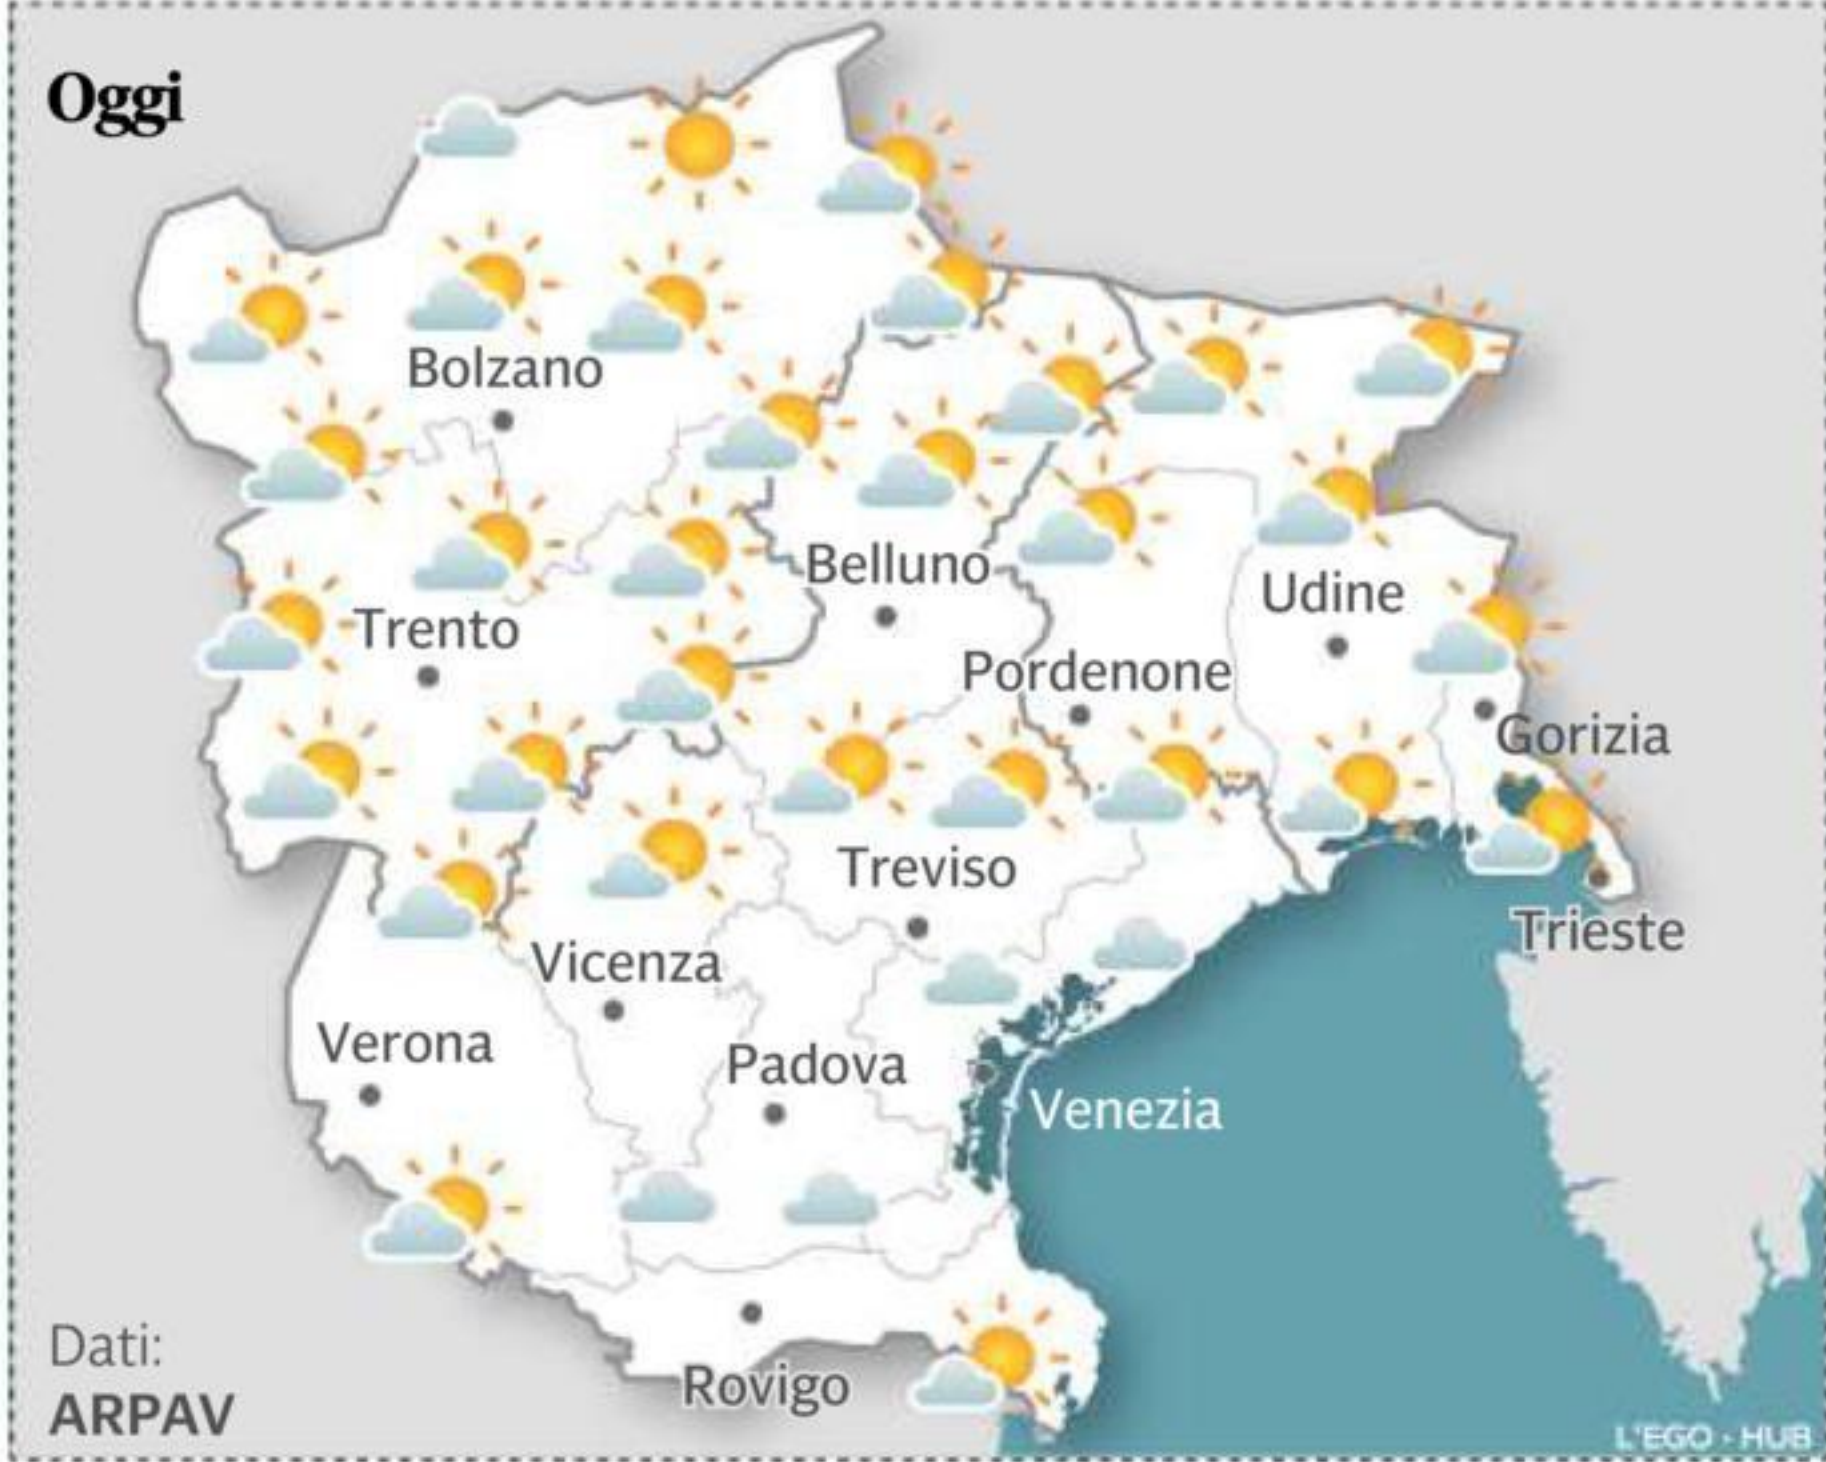 Oggi
Bolzano
Belluno
Udine
Trento
Pordenone
Gorizia
Treviso
Trieste
Vicenza
Verona
Padova
Venezia
Dati:
ARPAV
Rovigo
L'EGO - HUB